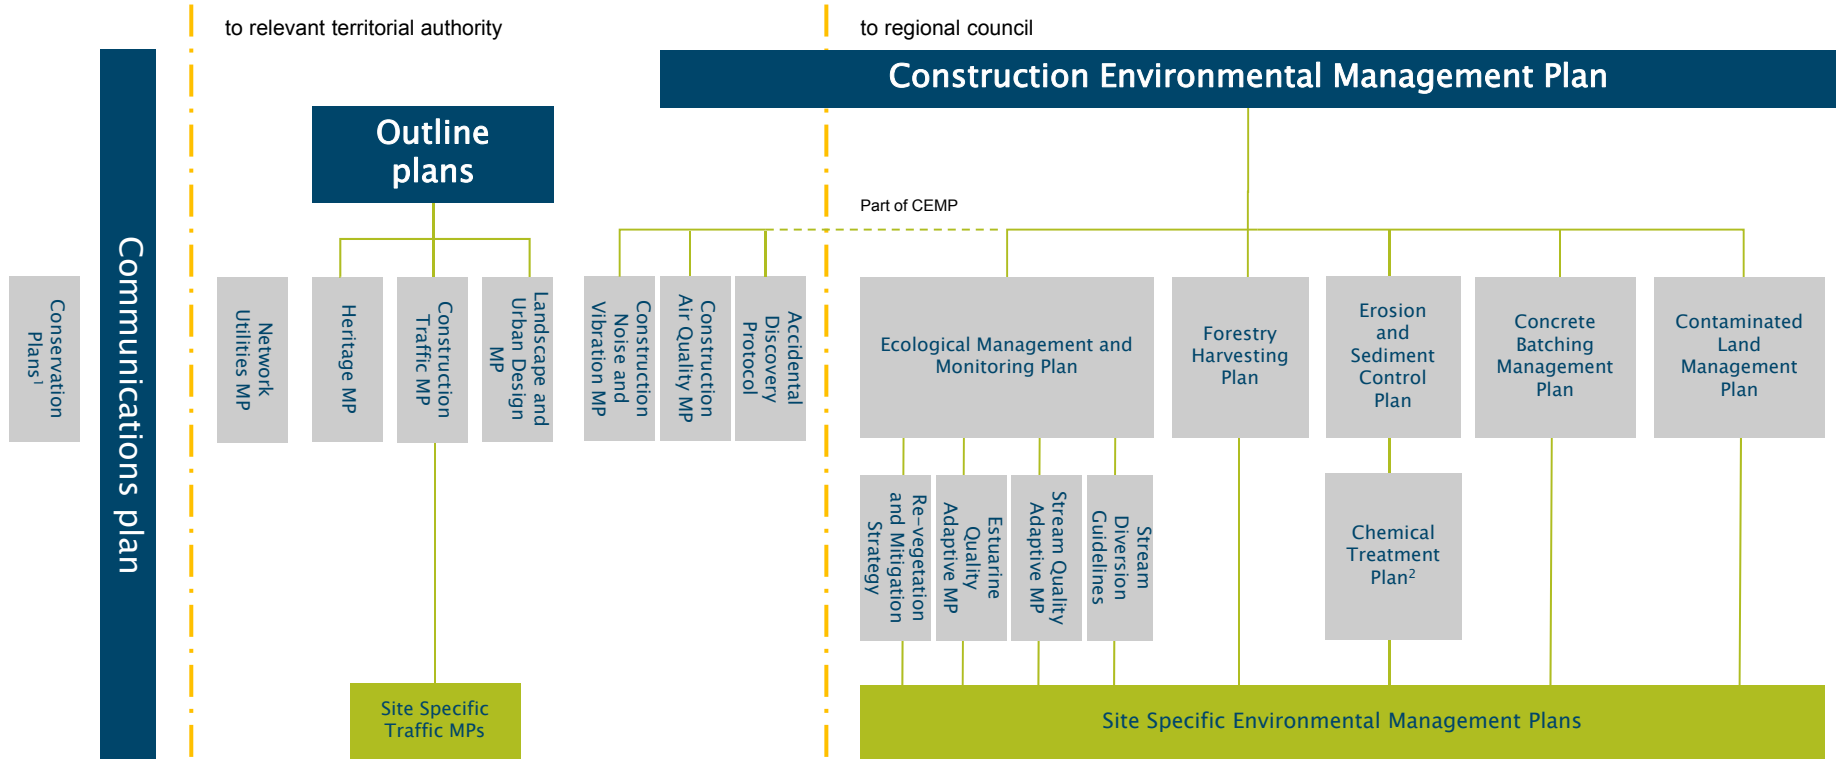 to relevant territorial authority
to regional council
Construction Environmental Management Plan
Outline
plans
Part of CEMP
Communications plan
Conservation
Plans¹
Network
Utilities MP
Heritage MP
Construction
Traffic MP
Landscape and
Urban Design
MP
Construction
Noise and
Vibration MP
Construction
Air Quality MP
Accidental
Discovery
Protocol
Ecological Management and
Monitoring Plan
Forestry
Harvesting
Plan
Erosion
and
Sediment
Control
Plan
Concrete
Batching
Management
Plan
Contaminated
Land
Management
Plan
Re-vegetation
and Mitigation
Strategy
Estuarine
Quality
Adaptive MP
Stream Quality
Adaptive MP
Stream
Diversion
Guidelines
Chemical
Treatment
Plan²
Site Specific
Traffic MPs
Site Specific Environmental Management Plans